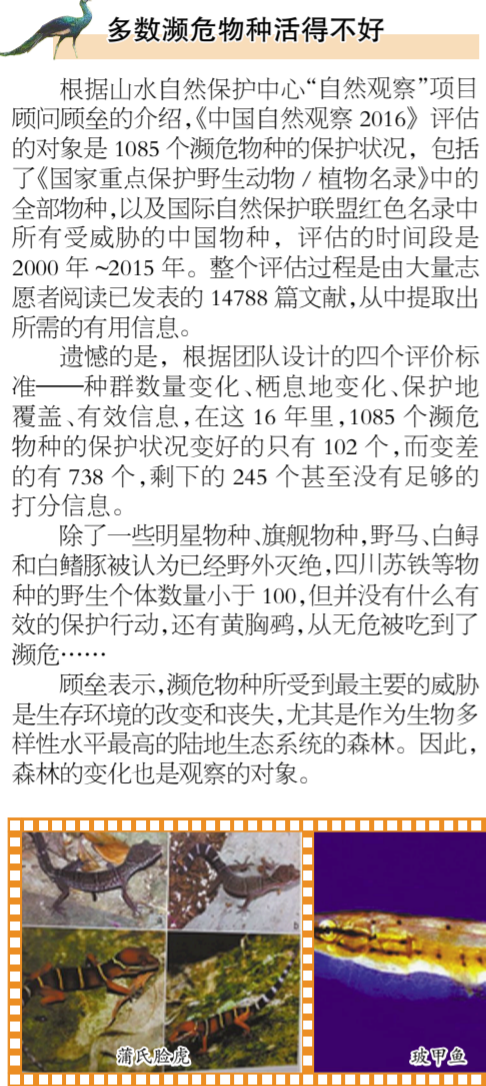 多数濒危物种活得不好
根据山水自然保护中心“自然观察”项目
顾问顾垒的介绍,《中国自然观察 2016》评估
的对象是 1085 个濒危物种的保护状况，包括
了《国家重点保护野生动物 / 植物名录》中的
全部物种,以及国际自然保护联盟红色名录中
所有受威胁的中国物种，评估的时间段是
2000 年 ~2015 年。整个评估过程是由大量志
愿者阅读已发表的 14788 篇文献,从中提取出
所需的有用信息。
遗憾的是，根据团队设计的四个评价标
准——种群数量变化、栖息地变化、保护地
覆盖、有效信息,在这 16 年里,1085 个濒危
物种的保护状况变好的只有 102 个,而变差
的有 738 个,剩下的 245 个甚至没有足够的
打分信息。
除了一些明星物种、旗舰物种,野马、白鲟
和白鳍豚被认为已经野外灭绝,四川苏铁等物
种的野生个体数量小于 100,但并没有什么有
效的保护行动,还有黄胸鹀,从无危被吃到了
濒危……
顾垒表示,濒危物种所受到最主要的威胁
是生存环境的改变和丧失,尤其是作为生物多
样性水平最高的陆地生态系统的森林。因此,
森林的变化也是观察的对象。
a
b
蒲氏脸虎
玻甲鱼